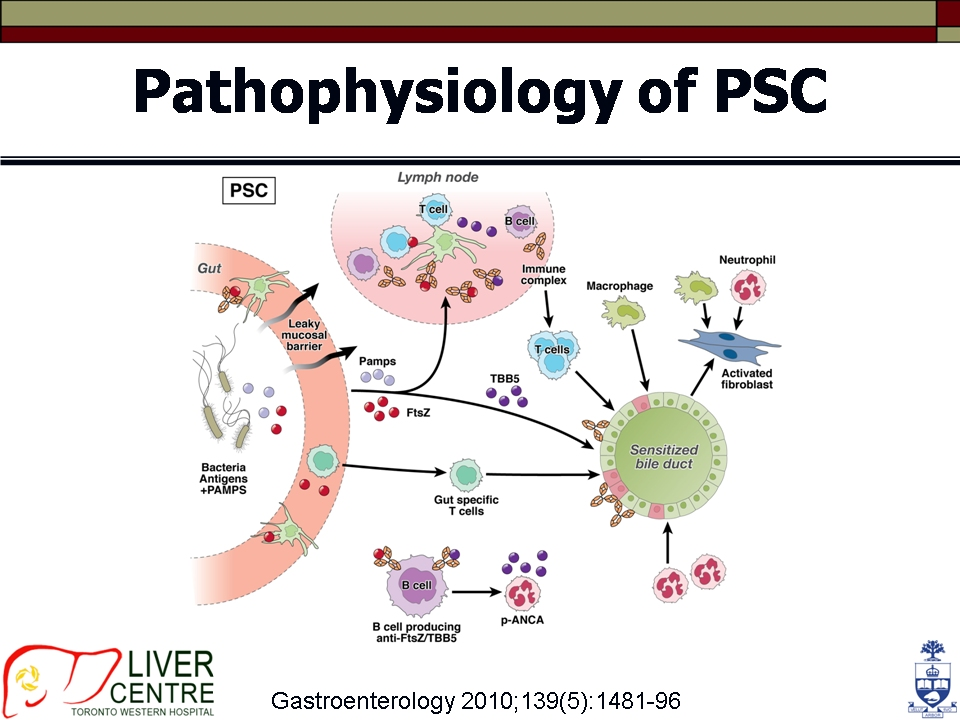 Pathophysiology of PSC
PSC
Lymph node
T cell
B cell
Gut
Immune
complex
Macrophage
Neutrophil
Leaky
mucosal
barrier
T cells
Pamps
TBB5
Activated
fibroblast
FtsZ
Sensitized
bile duct
Bacteria
Antigens
+PAMPS
Gut specific
T cells
B cell
B cell producing
anti-FtsZ/TBB5
p-ANCA
LIVER
CENTRE
TORONTO WESTERN HOSPITAL
Gastroenterology 2010;139(5):1481-96